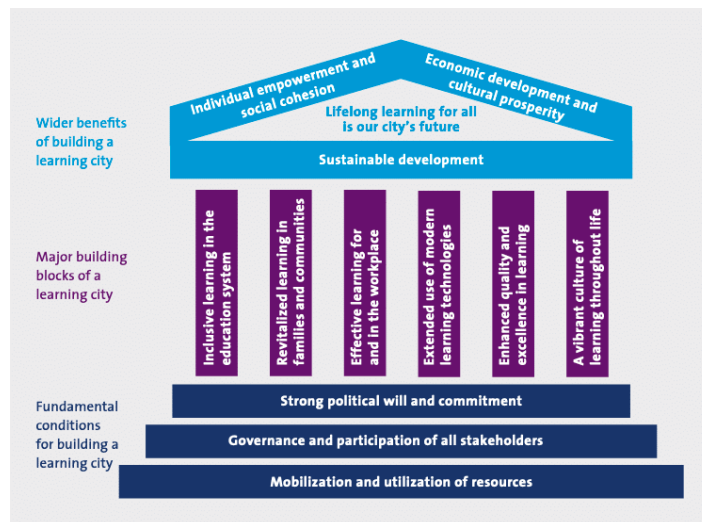 Individual empowerment and
social cohesion
Economic development and
cultural prosperity
Lifelong learning for all
is our city's future
Wider benefits
of building a
learning city
Sustainable development
Major building
blocks of a
learning city
Inclusive learning in the
education system
Revitalized learning in
families and communities
Effective learning for
and in the workplace
Extended use of modern
learning technologies
Enhanced quality and
excellence in learning
A vibrant culture of
learning throughout life
Fundamental
conditions
for building a
learning city
Strong political will and commitment
Governance and participation of all stakeholders
Mobilization and utilization of resources